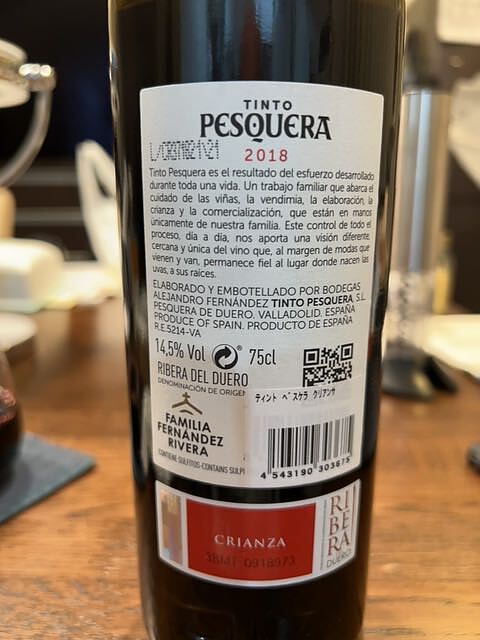 TINTO
PESQUERA
2018
Tinto Pesquera es el resultado del esfuerzo desarrollado
durante toda una vida. Un trabajo familiar que abarca el
cuidado de las viñas, la vendimia, la elaboración, la
crianza y la comercialización, que están en manos
únicamente de nuestra familia. Este control de todo el
proceso, día a día, nos aporta una visión diferente,
cercana y única del vino que, al margen de modas que
vienen y van, permanece fiel al lugar donde nacen las
uvas, a sus raíces.
ELABORADO Y EMBOTELLADO POR BODEGAS
ALEJANDRO FERNÁNDEZ TINTO PESQUERA, S.L.
PESQUERA DE DUERO. VALLADOLID. ESPAÑA
PRODUCE OF SPAIN. PRODUCTO DE ESPAÑA
R.E.5214-VA
14,5% Vol 75cl
RIBERA DEL DUERO
DENOMINACIÓN DE ORIGEN
ティント ペスケラ クリアンサ
FAMILIA
FERNÁNDEZ
RIVERA
CONTIENE SULFITOS-CONTAINS SULPI
4 543190 303675
CRIANZA
RIBERA
DUERO